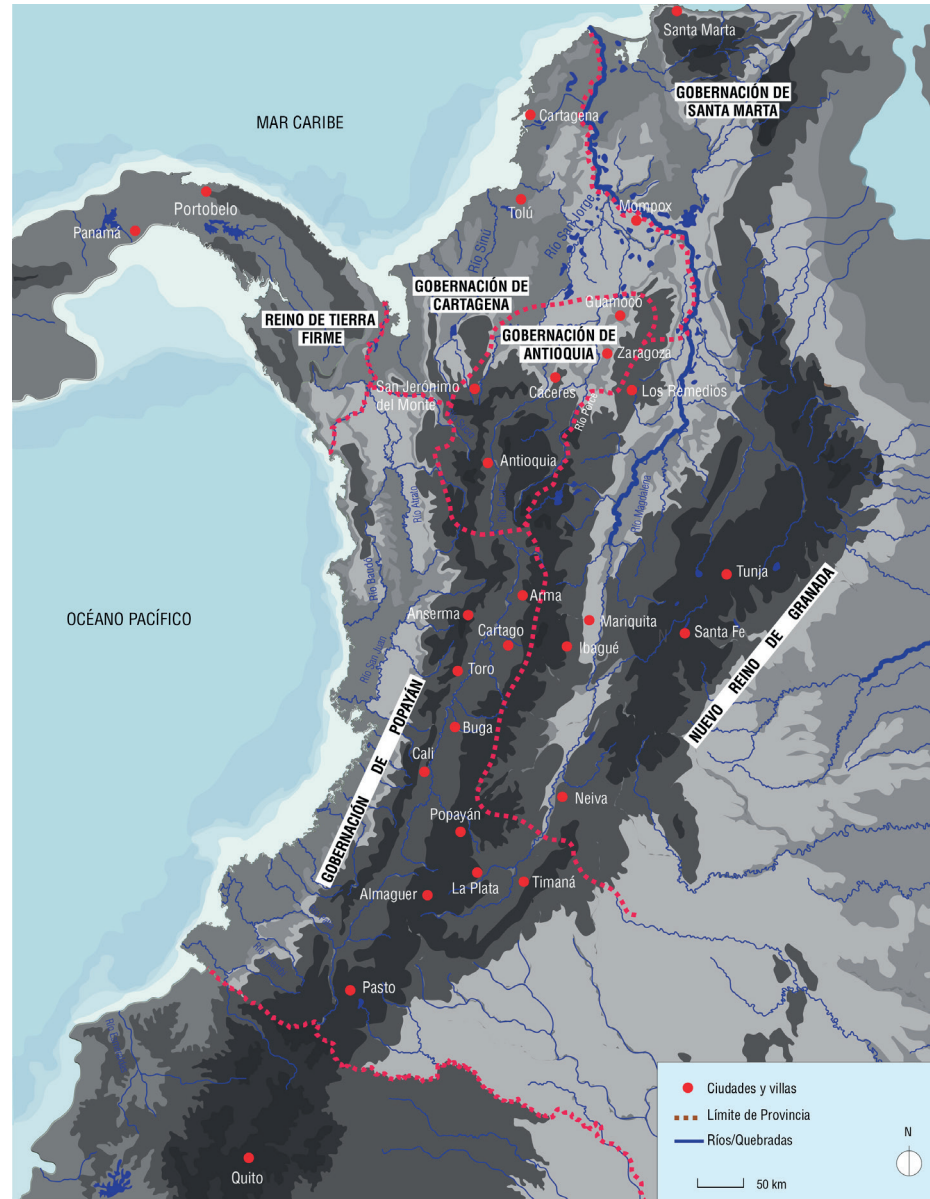 Santa Marta
GOBERNACIÓN DE
SANTA MARTA
MAR CARIBE
Cartagena
Portobelo
Panamá
Tolú
Mompox
Río Sinú
Río San Jorge
GOBERNACIÓN DE
CARTAGENA
REINO DE TIERRA
FIRME
Guamocó
GOBERNACIÓN DE
ANTIOQUIA
Zaragoza
San Jerónimo
del Monte
Cáceres
Los Remedios
Río Porce
Antioquia
Río Atrato
Río Magdalena
Río Baudó
Tunja
OCÉANO PACÍFICO
Arma
Anserma
Mariquita
Cartago
Santa Fe
Ibagué
Río San Juan
Toro
NUEVO REINO DE GRANADA
GOBERNACIÓN DE POPAYÁN
Buga
Cali
Neiva
Popayán
La Plata
Timaná
Almaguer
Pasto
Quito
Ciudades y villas
Límite de Provincia
Ríos/Quebradas
N
50 km